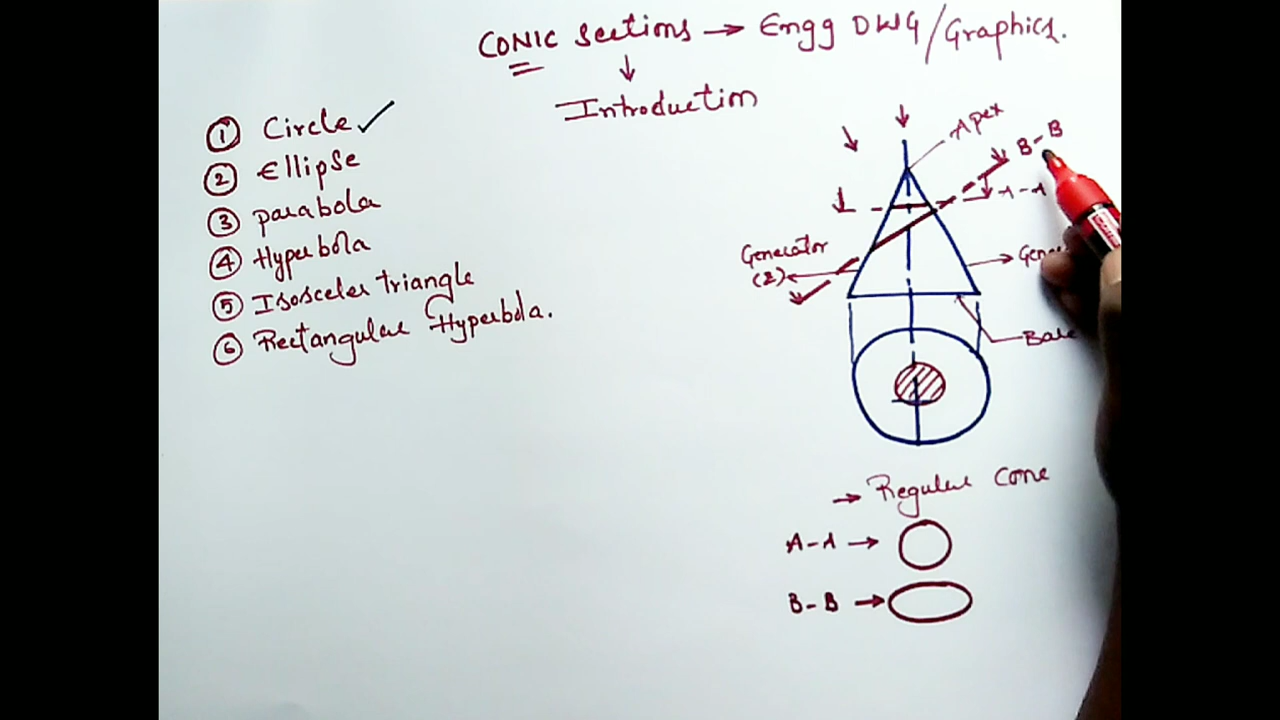 CONIC Sections → Engg DWG/Graphics.
↓
Introduction
① Circle ✓
② Ellipse
③ parabola
④ Hyperbola
⑤ Isosceles triangle
⑥ Rectangular Hyperbola.
Apex
B-B
A-A
Generator
(2)
Gene
Base
→ Regular Cone
A-A →
B-B →